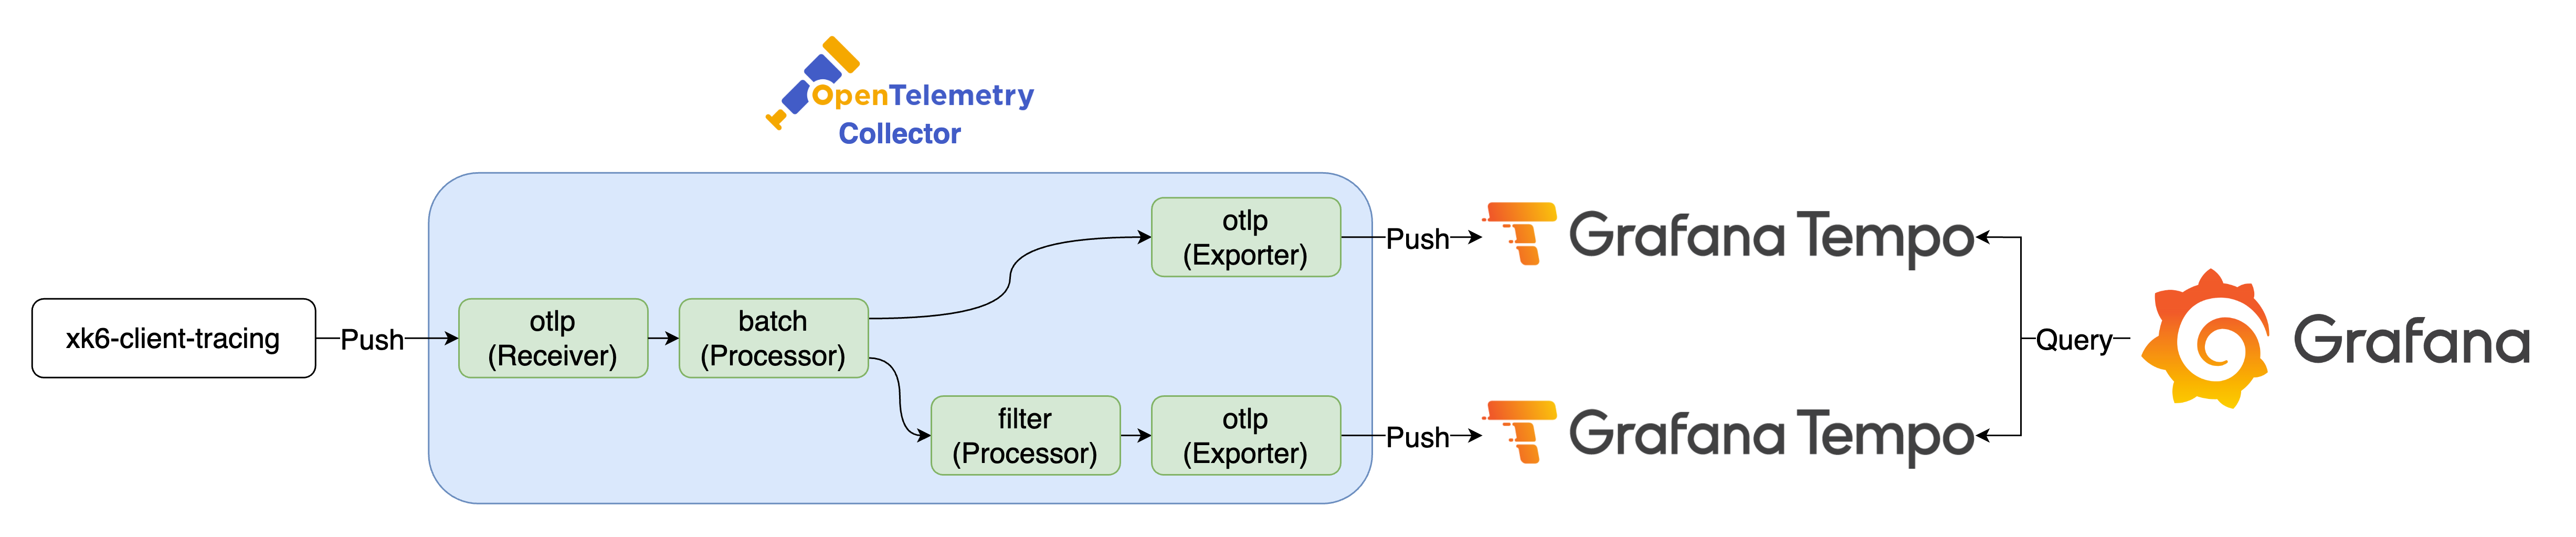 OpenTelemetry
Collector
xk6-client-tracing
Push
otlp
(Receiver)
batch
(Processor)
filter
(Processor)
otlp
(Exporter)
otlp
(Exporter)
Push
Push
Grafana Tempo
Grafana Tempo
Query
Grafana